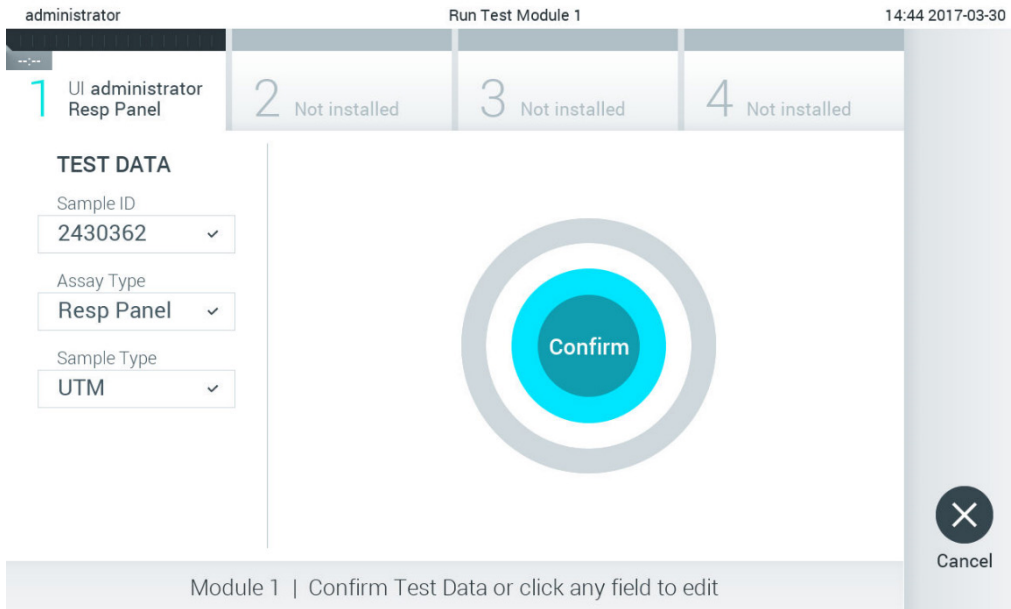 administrator Run Test Module 1 14:44 2017-03-30
--:--
1 UI administrator
Resp Panel
2 Not installed
3 Not installed
4 Not installed
TEST DATA
Sample ID
2430362
Assay Type
Resp Panel
Sample Type
UTM
Confirm
Cancel
Module 1 | Confirm Test Data or click any field to edit